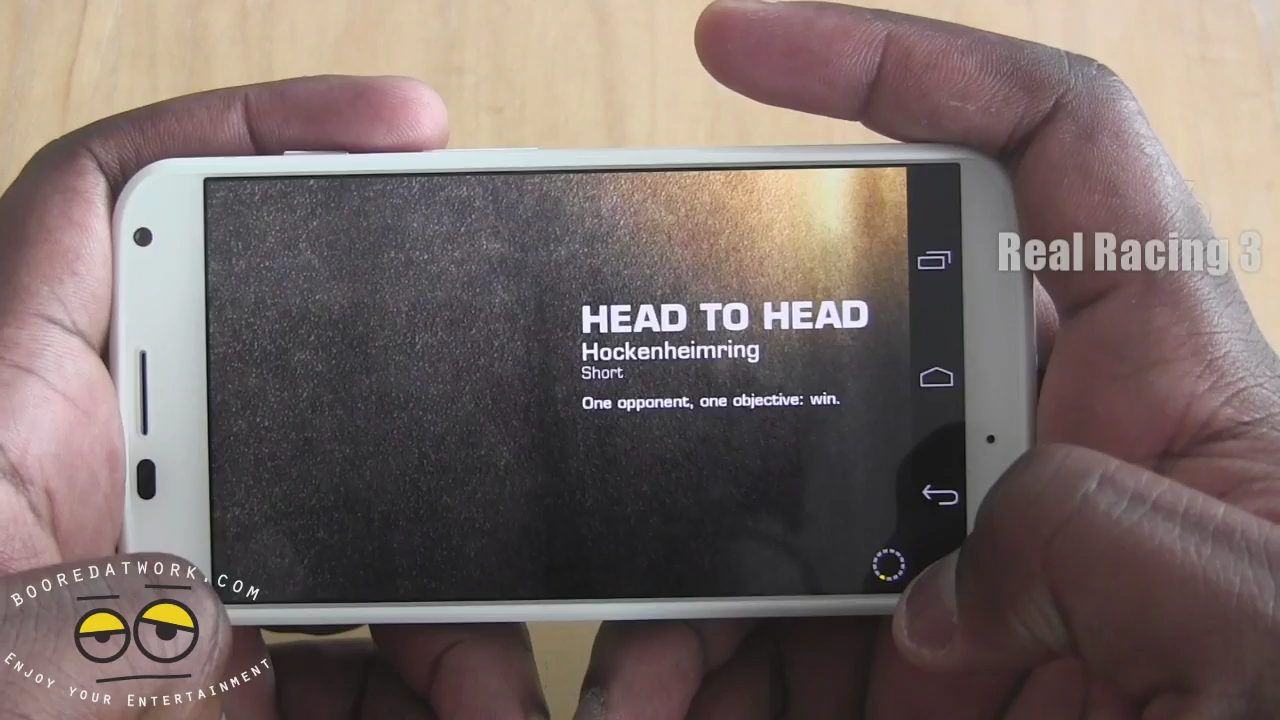 Real Racing 3
HEAD TO HEAD
Hockenheimring
Short
One opponent, one objective: win.
BOOREDATWORK.COM
ENJOY YOUR ENTERTAINMENT